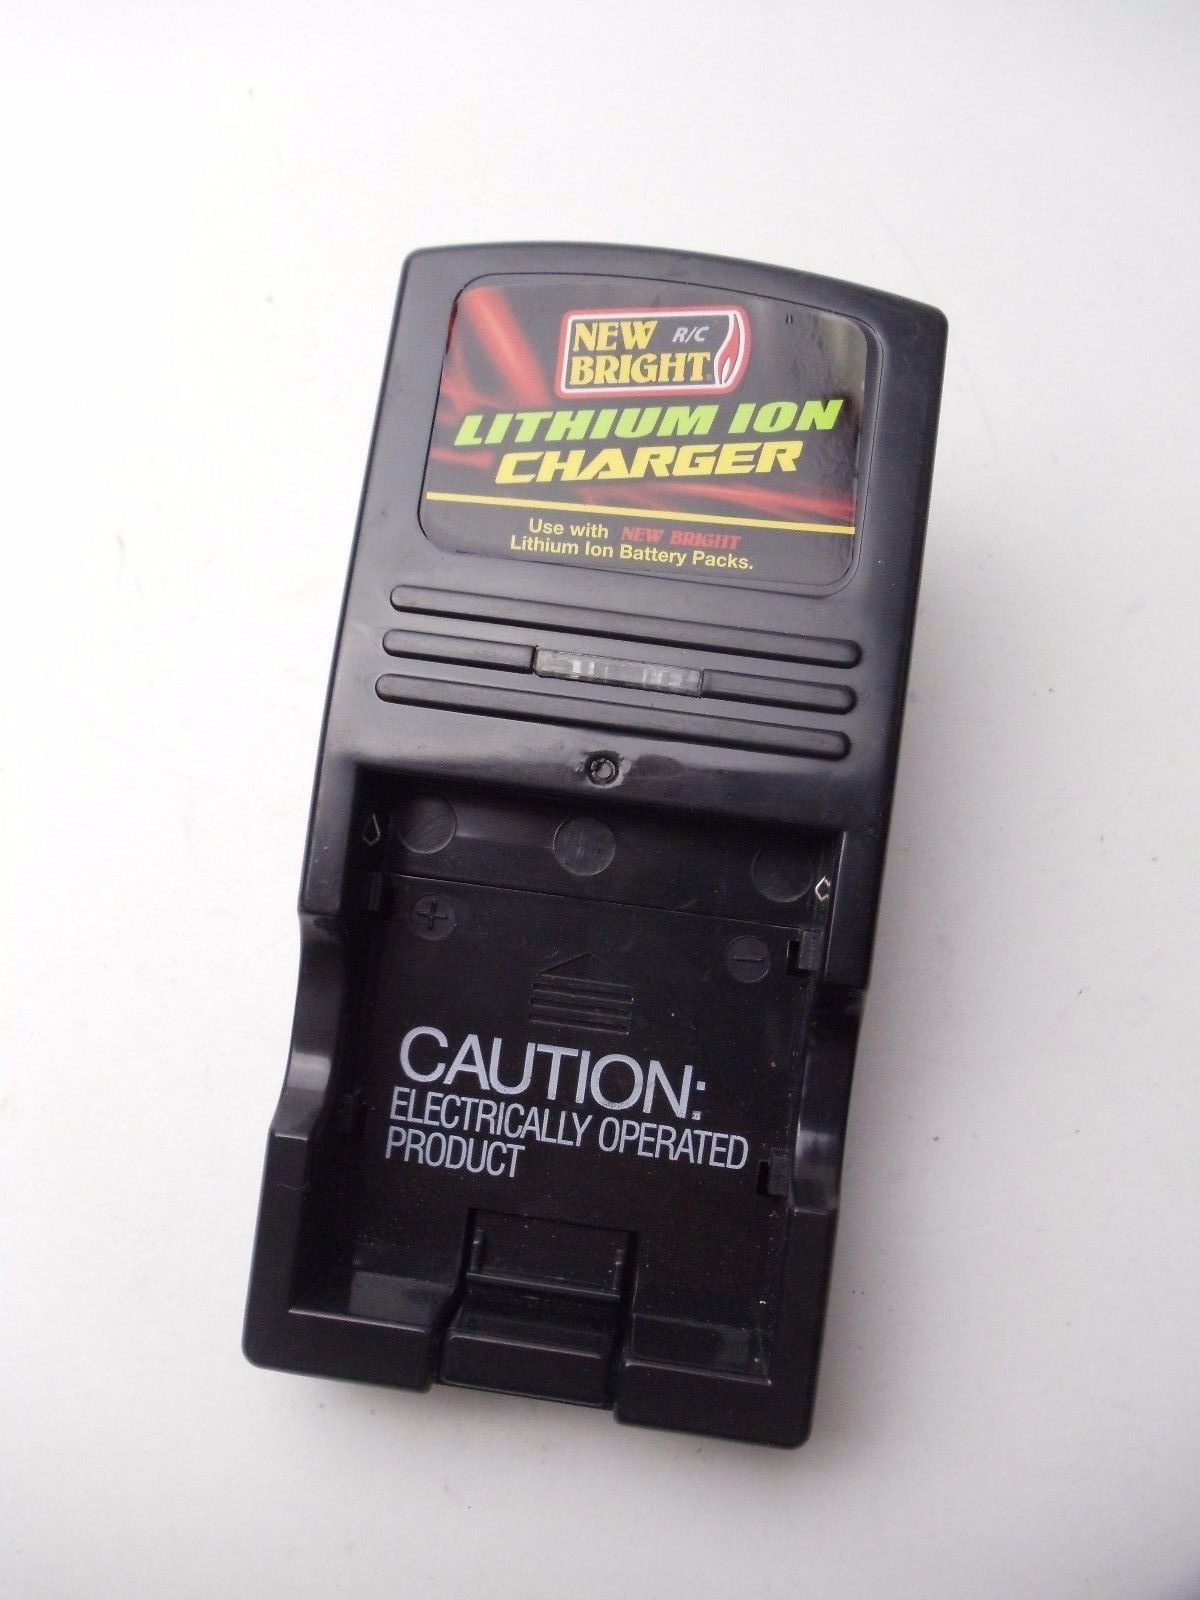 NEW R/C
BRIGHT®
LITHIUM ION
CHARGER
Use with NEW BRIGHT
Lithium Ion Battery Packs.
+
-
CAUTION:
ELECTRICALLY OPERATED
PRODUCT